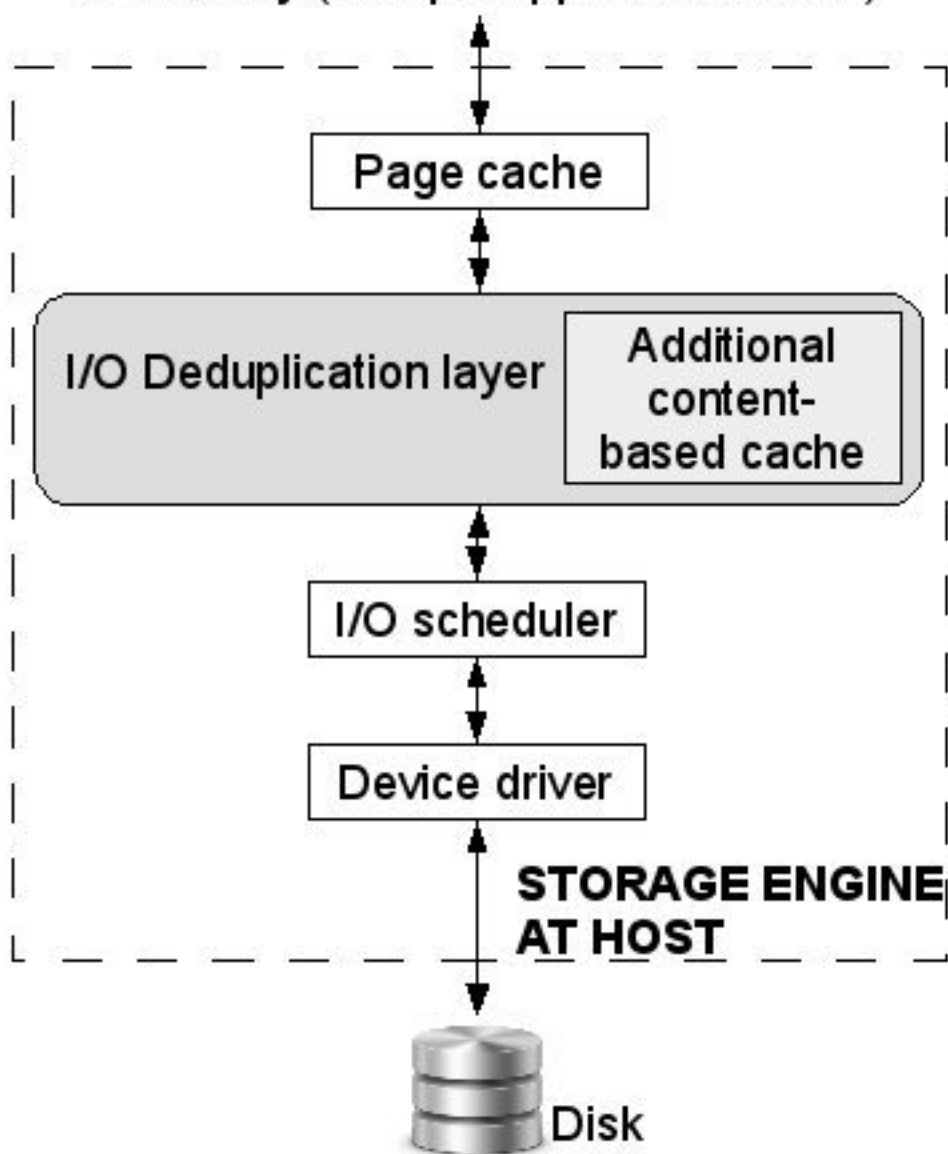 Page cache
I/O Deduplication layer
Additional
content-
based cache
I/O scheduler
Device driver
STORAGE ENGINE
AT HOST
Disk